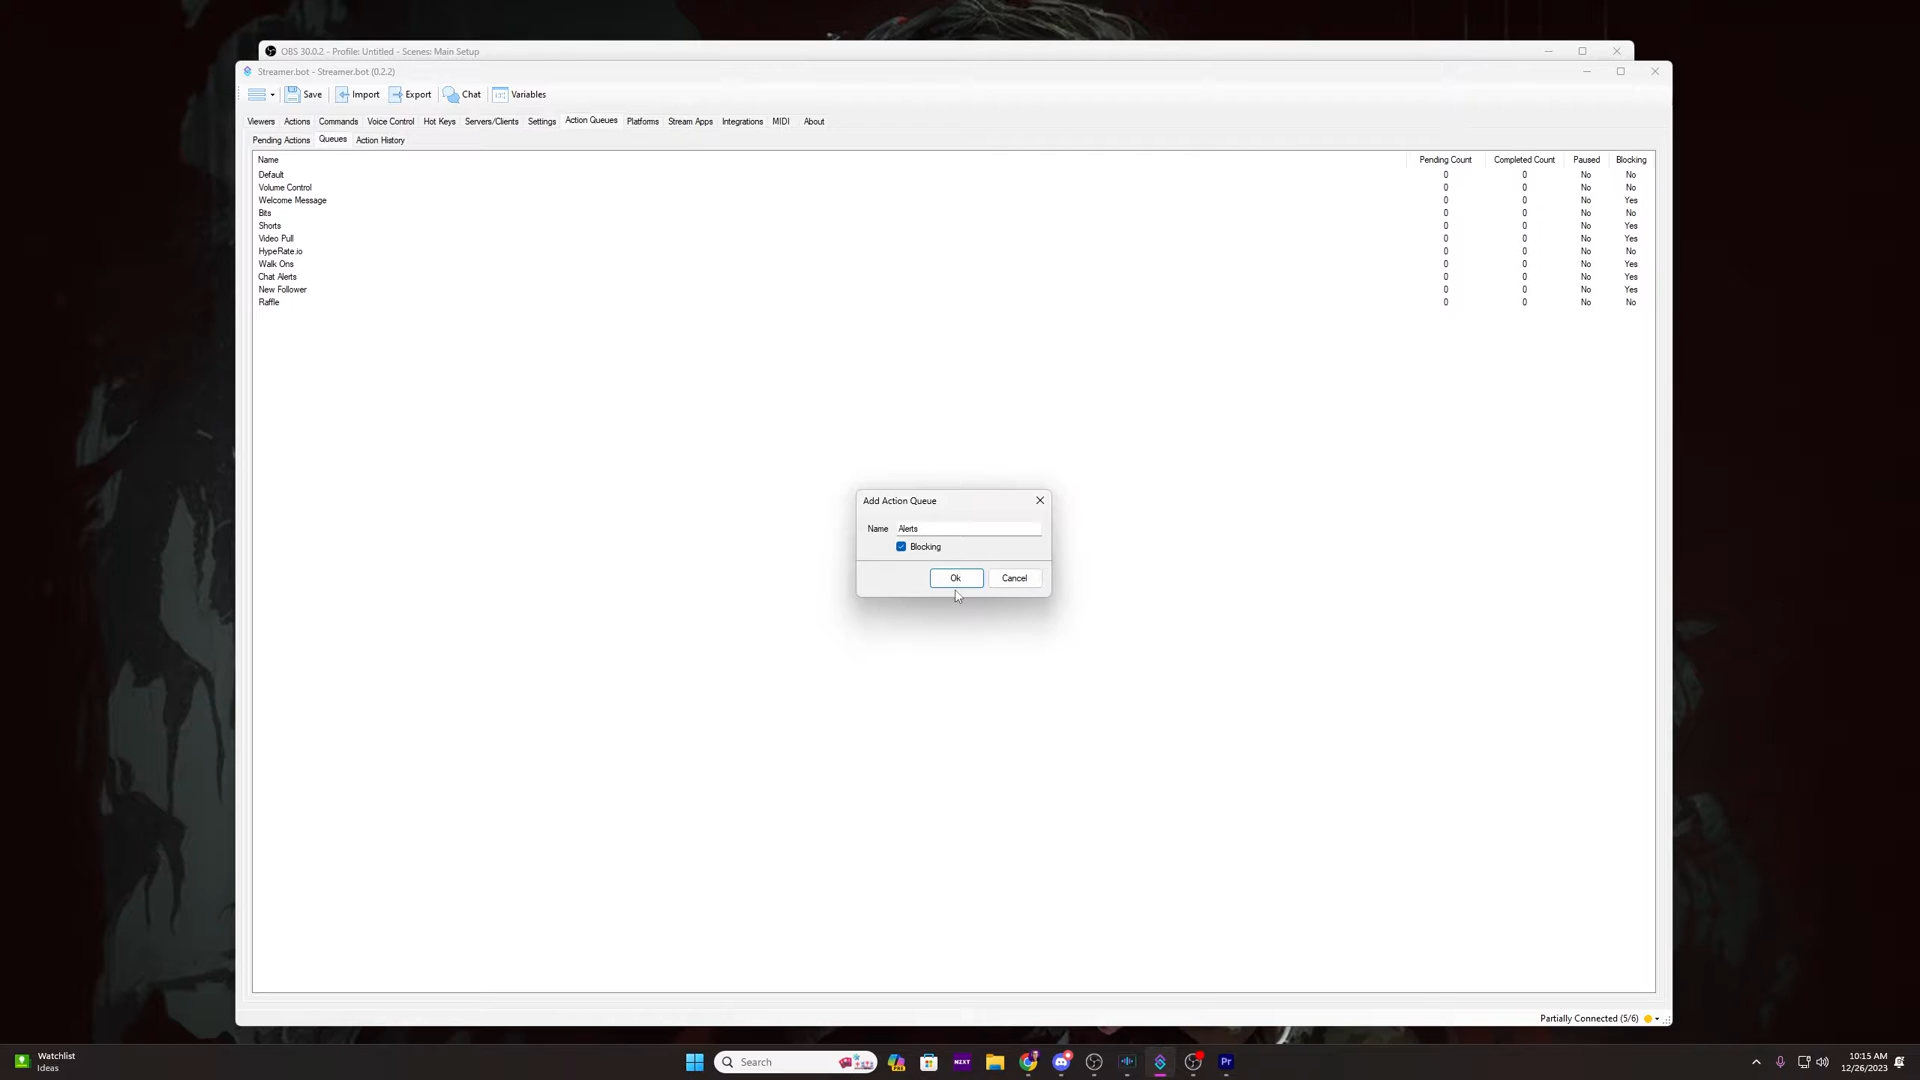 OBS 30.0.2 - Profile: Untitled - Scenes: Main Setup
Streamer.bot - Streamer.bot (0.2.2)
Save Import Export Chat Variables
Viewers Actions Commands Voice Control Hot Keys Servers/Clients Settings Action Queues Platforms Stream Apps Integrations MIDI About
Pending Actions Queues Action History
Name Pending Count Completed Count Paused Blocking
Default 0 0 No No
Volume Control 0 0 No No
Welcome Message 0 0 No Yes
Bits 0 0 No No
Shorts 0 0 No Yes
Video Pull 0 0 No Yes
HypeRate.io 0 0 No No
Walk Ons 0 0 No Yes
Chat Alerts 0 0 No Yes
New Follower 0 0 No Yes
Raffle 0 0 No No
Add Action Queue
Name Alerts
Blocking
Ok Cancel
Partially Connected (5/6)
Watchlist
Ideas
Search
NZXT
Pr
10:15 AM
12/26/2023